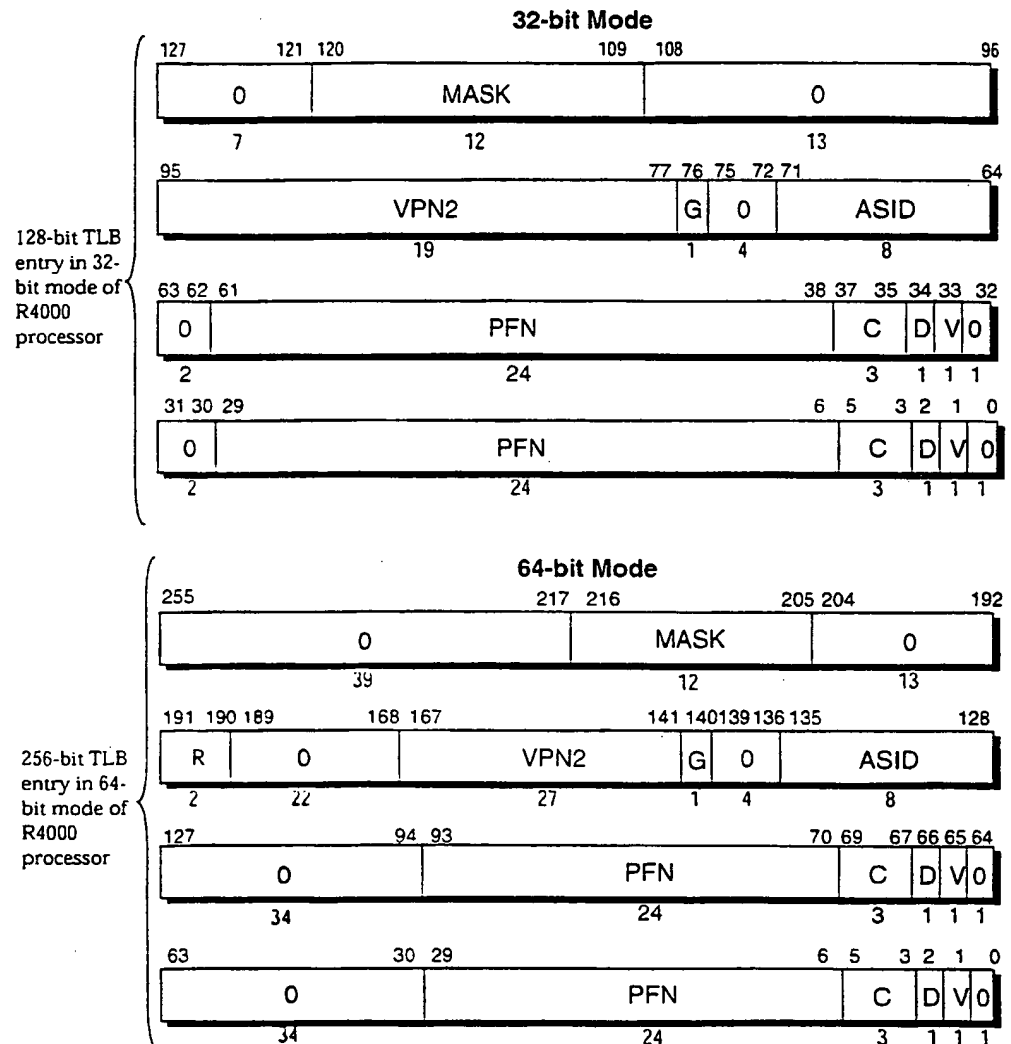 32-bit Mode
127 121 120 109 108 96
0 MASK 0
7 12 13
95 77 76 75 72 71 64
VPN2 G 0 ASID
19 1 4 8
128-bit TLB
entry in 32-
bit mode of
R4000
processor
63 62 61 38 37 35 34 33 32
0 PFN C D V 0
2 24 3 1 1 1
31 30 29 6 5 3 2 1 0
0 PFN C D V 0
2 24 3 1 1 1
64-bit Mode
255 217 216 205 204 192
0 MASK 0
39 12 13
191 190 189 168 167 141 140 139 136 135 128
R 0 VPN2 G 0 ASID
2 22 27 1 4 8
256-bit TLB
entry in 64-
bit mode of
R4000
processor
127 94 93 70 69 67 66 65 64
0 PFN C D V 0
34 24 3 1 1 1
63 30 29 6 5 3 2 1 0
0 PFN C D V 0
34 24 3 1 1 1